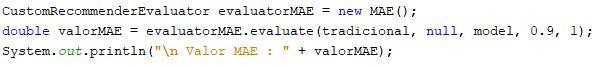 CustomRecommenderEvaluator evaluatorMAE = new MAE();
double valorMAE = evaluatorMAE.evaluate(tradicional, null, model, 0.9, 1);
System.out.println("\n Valor MAE : " + valorMAE);